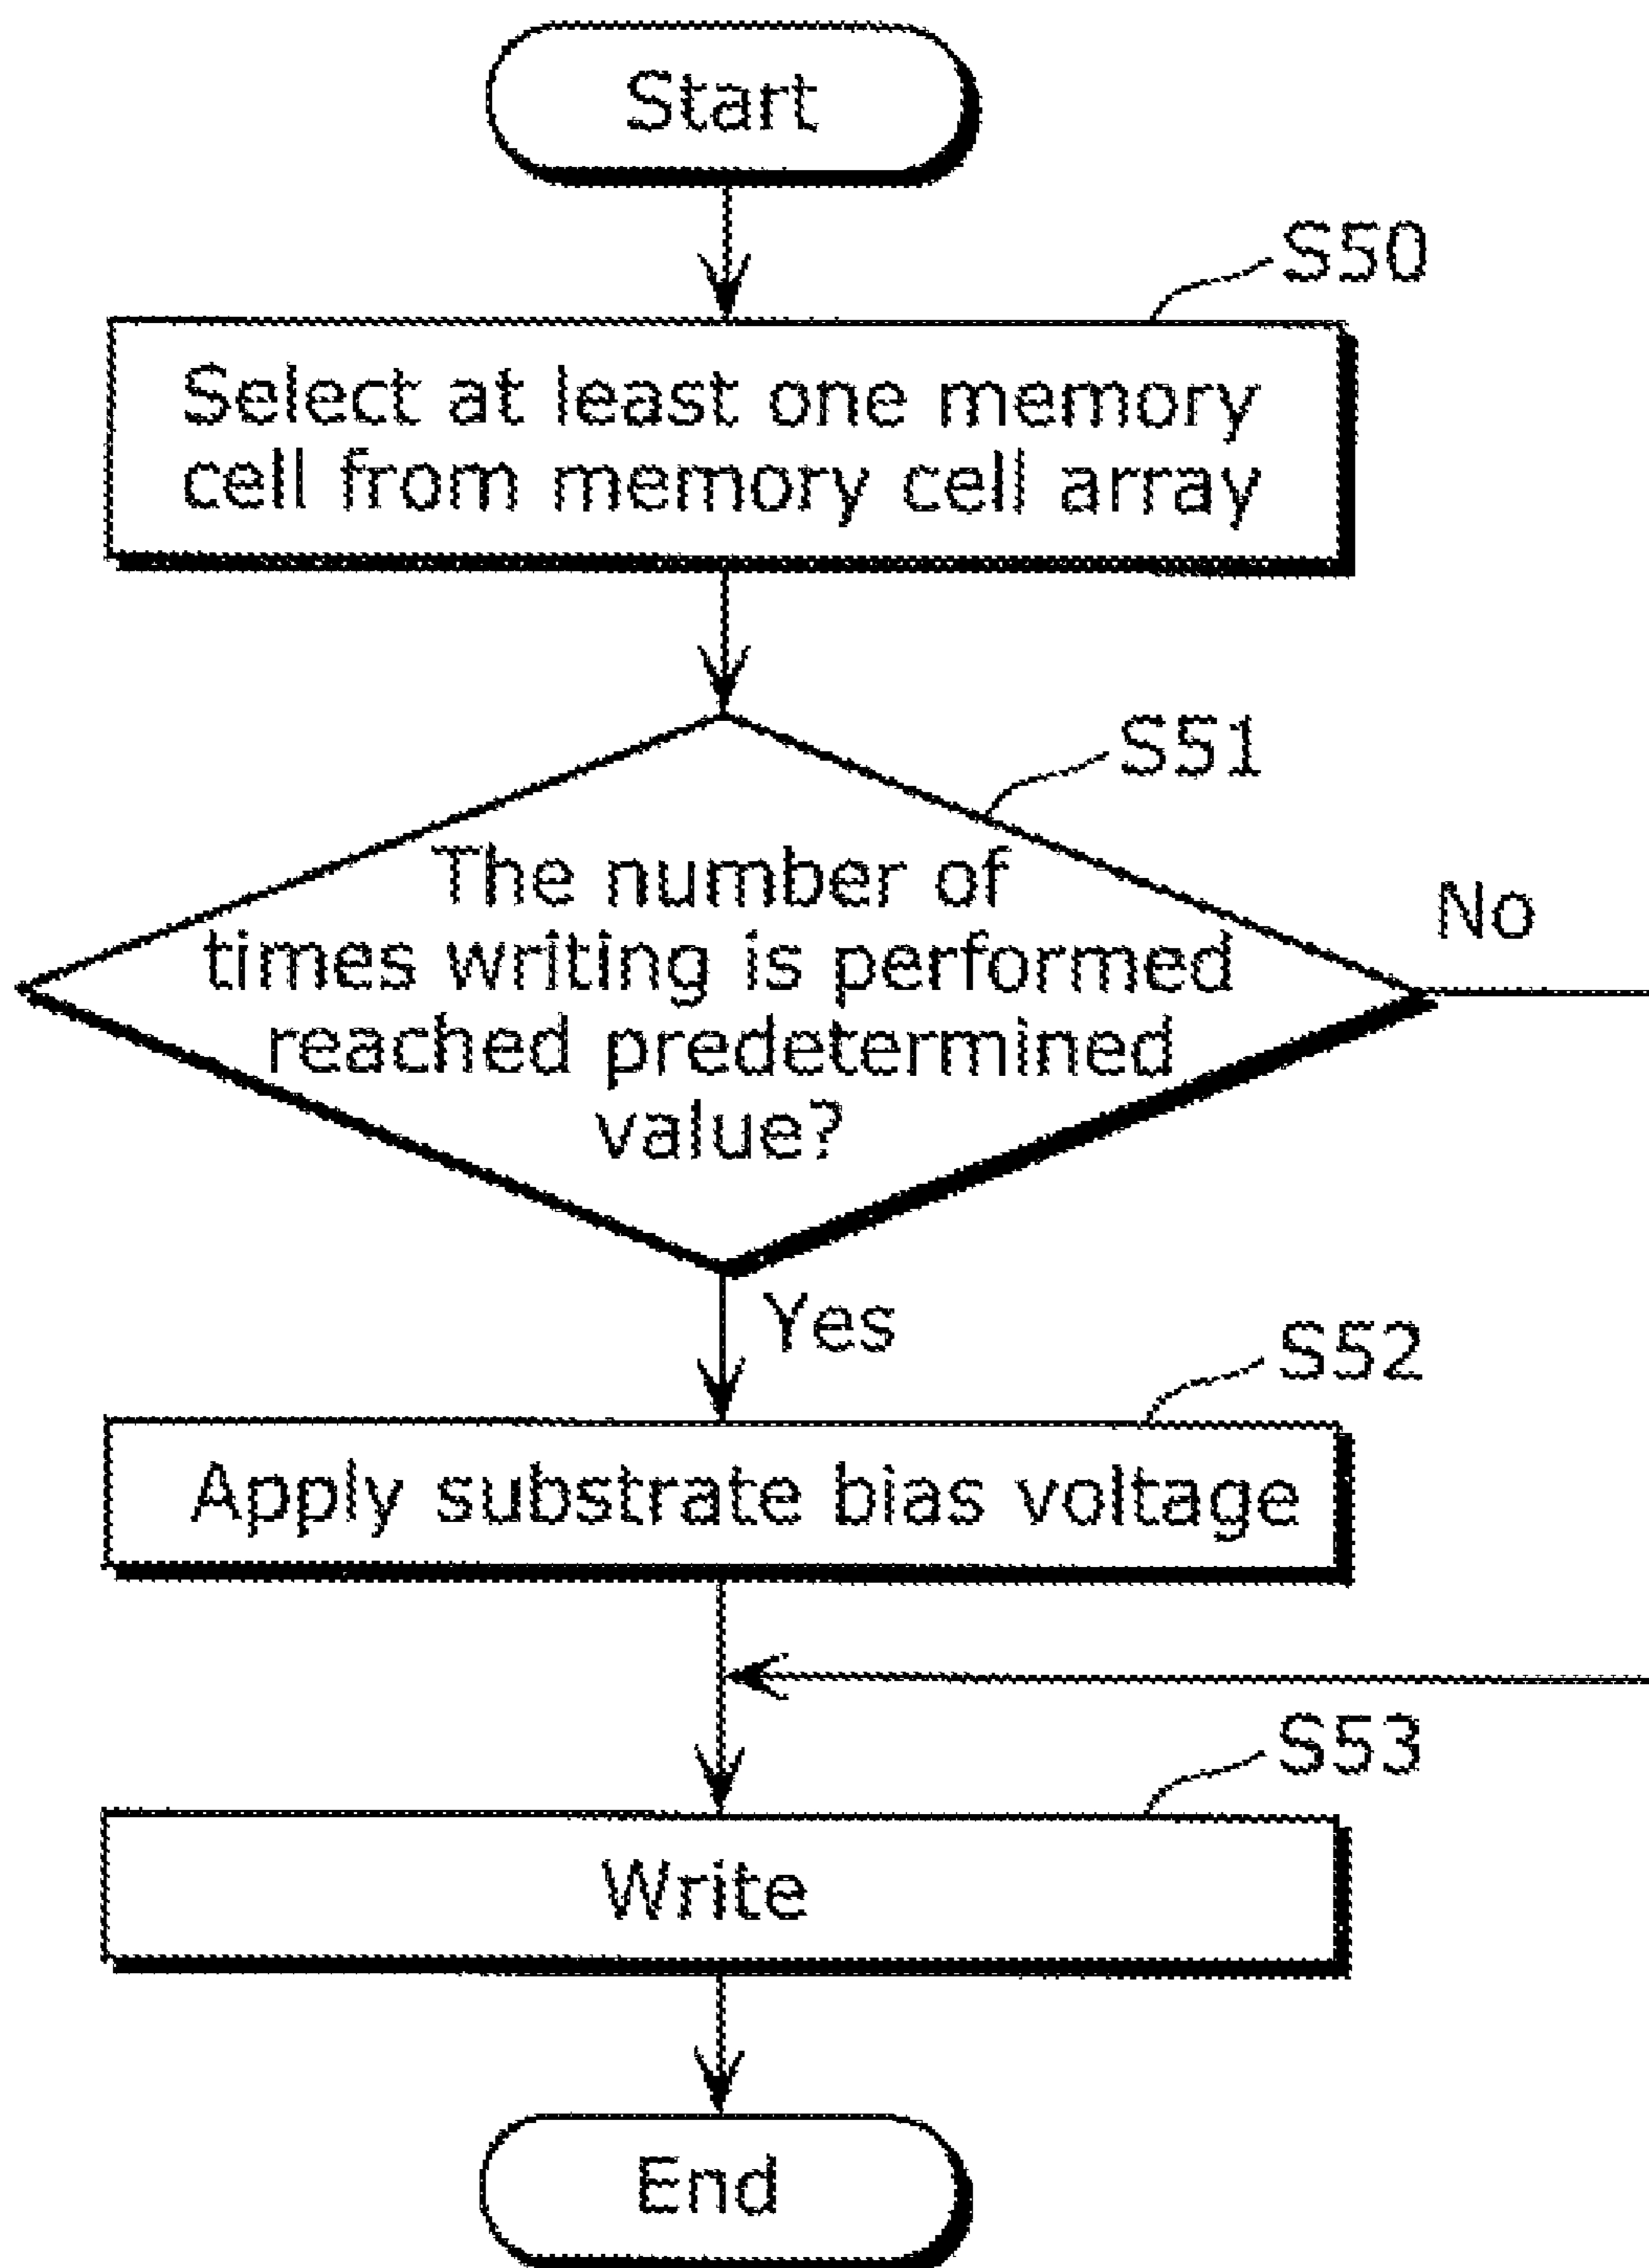 Start
S50
Select at least one memory
cell from memory cell array
S51
The number of
times writing is performed
reached predetermined
value?
No
Yes
S52
Apply substrate bias voltage
S53
Write
End